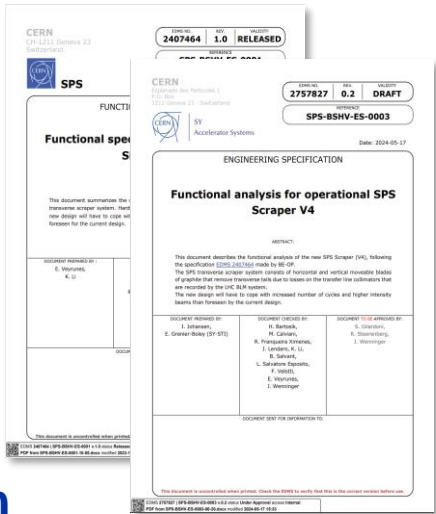 CERN
CH-1211 Geneva 23
Switzerland
EDMS NO.
REV.
VALIDITY
2407464
1.0
RELEASED
REFERENCE
CERN
SPS
FUNCTI
Functional spe
S
This document summarizes the
transverse scraper system. Hard
new design will have to cope wit
foreseen for the current design.
DOCUMENT PREPARED BY :
E. Veyrunes,
K. Li
DOCUM
This document is uncontrolled when printed.
CERN
Esplanade des Particules 1
P.O. Box
1211 Geneva 23 - Switzerland
EDMS NO.
REV.
VALIDITY
2757827
0.2
DRAFT
REFERENCE
SPS-BSHV-ES-0003
Date: 2024-05-17
CERN
SY
Accelerator Systems
ENGINEERING SPECIFICATION
Functional analysis for operational SPS
Scraper V4
ABSTRACT:
This document describes the functional analysis of the new SPS Scraper (V4), following
the specification EDMS 2407464 made by BE-OP.
The SPS transverse scraper system consists of horizontal and vertical moveable blades
of graphite that remove transverse tails due to losses on the transfer line collimators that
are recorded by the LHC BLM system.
The new design will have to cope with increased number of cycles and higher intensity
beams than foreseen by the current design.
DOCUMENT PREPARED BY:
I. Johansen,
E. Grenier-Boley (SY-STI)
DOCUMENT CHECKED BY:
H. Bartosik,
M. Calviani,
R. Franqueira Ximenes,
J. Lendaro, K. Li,
B. Salvant,
L. Salvatore Esposito,
F. Velotti,
E. Veyrunes,
J. Wenninger
DOCUMENT TO BE APPROVED BY:
S. Gilardoni,
R. Steerenberg,
J. Wenninger
DOCUMENT SENT FOR INFORMATION TO:
This document is uncontrolled when printed. Check the EDMS to verify that this is the correct version before use.